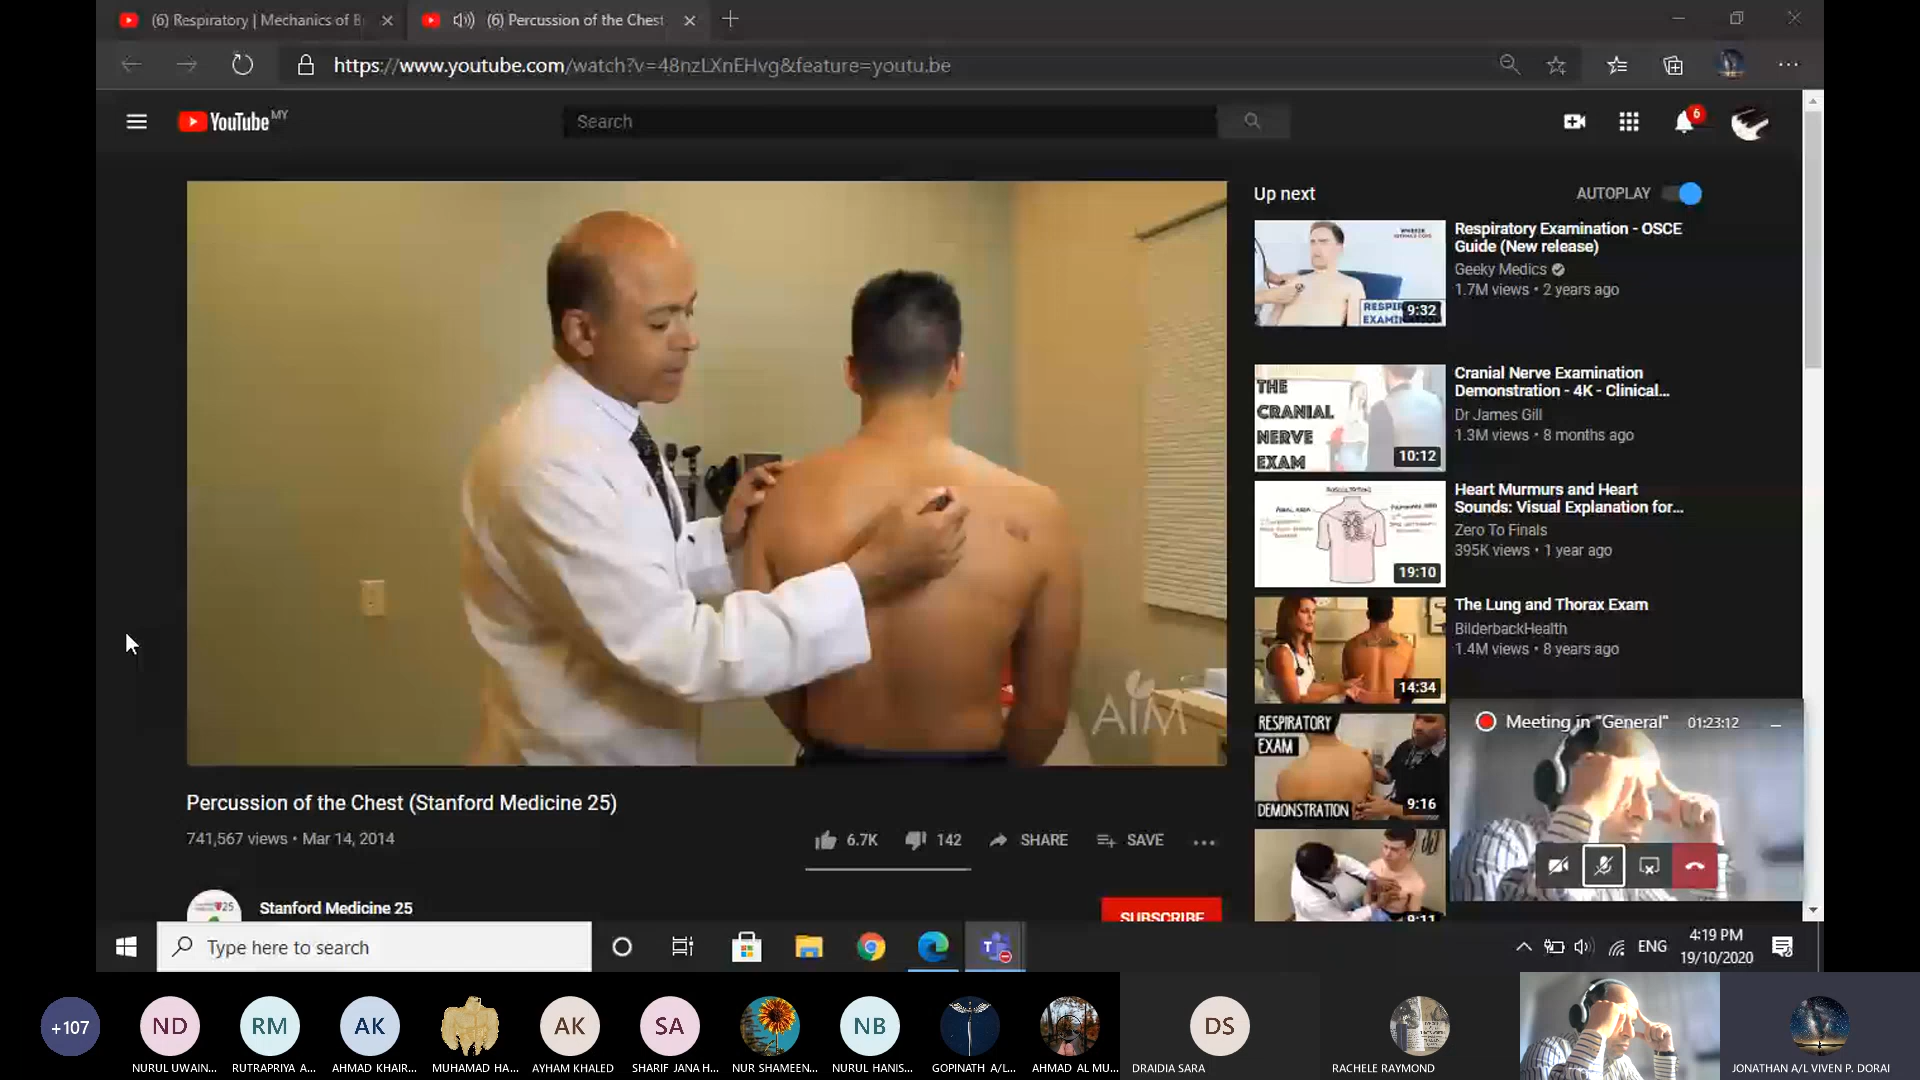 (6) Respiratory | Mechanics of B
(6) Percussion of the Chest
https://www.youtube.com/watch?v=48nzLXnEHvg&feature=youtu.be
YouTube MY
Search
6
Up next
AUTOPLAY
Respiratory Examination - OSCE
Guide (New release)
Geeky Medics
1.7M views • 2 years ago
9:32
THE
CRANIAL
NERVE
EXAM
10:12
Cranial Nerve Examination
Demonstration - 4K - Clinical...
Dr James Gill
1.3M views • 8 months ago
19:10
Heart Murmurs and Heart
Sounds: Visual Explanation for...
Zero To Finals
395K views • 1 year ago
14:34
The Lung and Thorax Exam
BilderbackHealth
1.4M views • 8 years ago
RESPIRATORY
EXAM
DEMONSTRATION
9:16
9:11
Meeting in "General" 01:23:12
AIM
Percussion of the Chest (Stanford Medicine 25)
741,567 views • Mar 14, 2014
6.7K 142 SHARE SAVE
Stanford Medicine 25
SUBSCRIBE
Type here to search
ENG
4:19 PM
19/10/2020
+107
ND
RM
AK
AK
SA
NB
DS
NURUL UWAIN...
RUTRAPRIYA A...
AHMAD KHAIR...
MUHAMAD HA...
AYHAM KHALED
SHARIF JANA H...
NUR SHAMEEN...
NURUL HANIS...
GOPINATH A/L...
AHMAD AL MU...
DRAIDIA SARA
RACHELE RAYMOND
JONATHAN A/L VIVEN P. DORAI